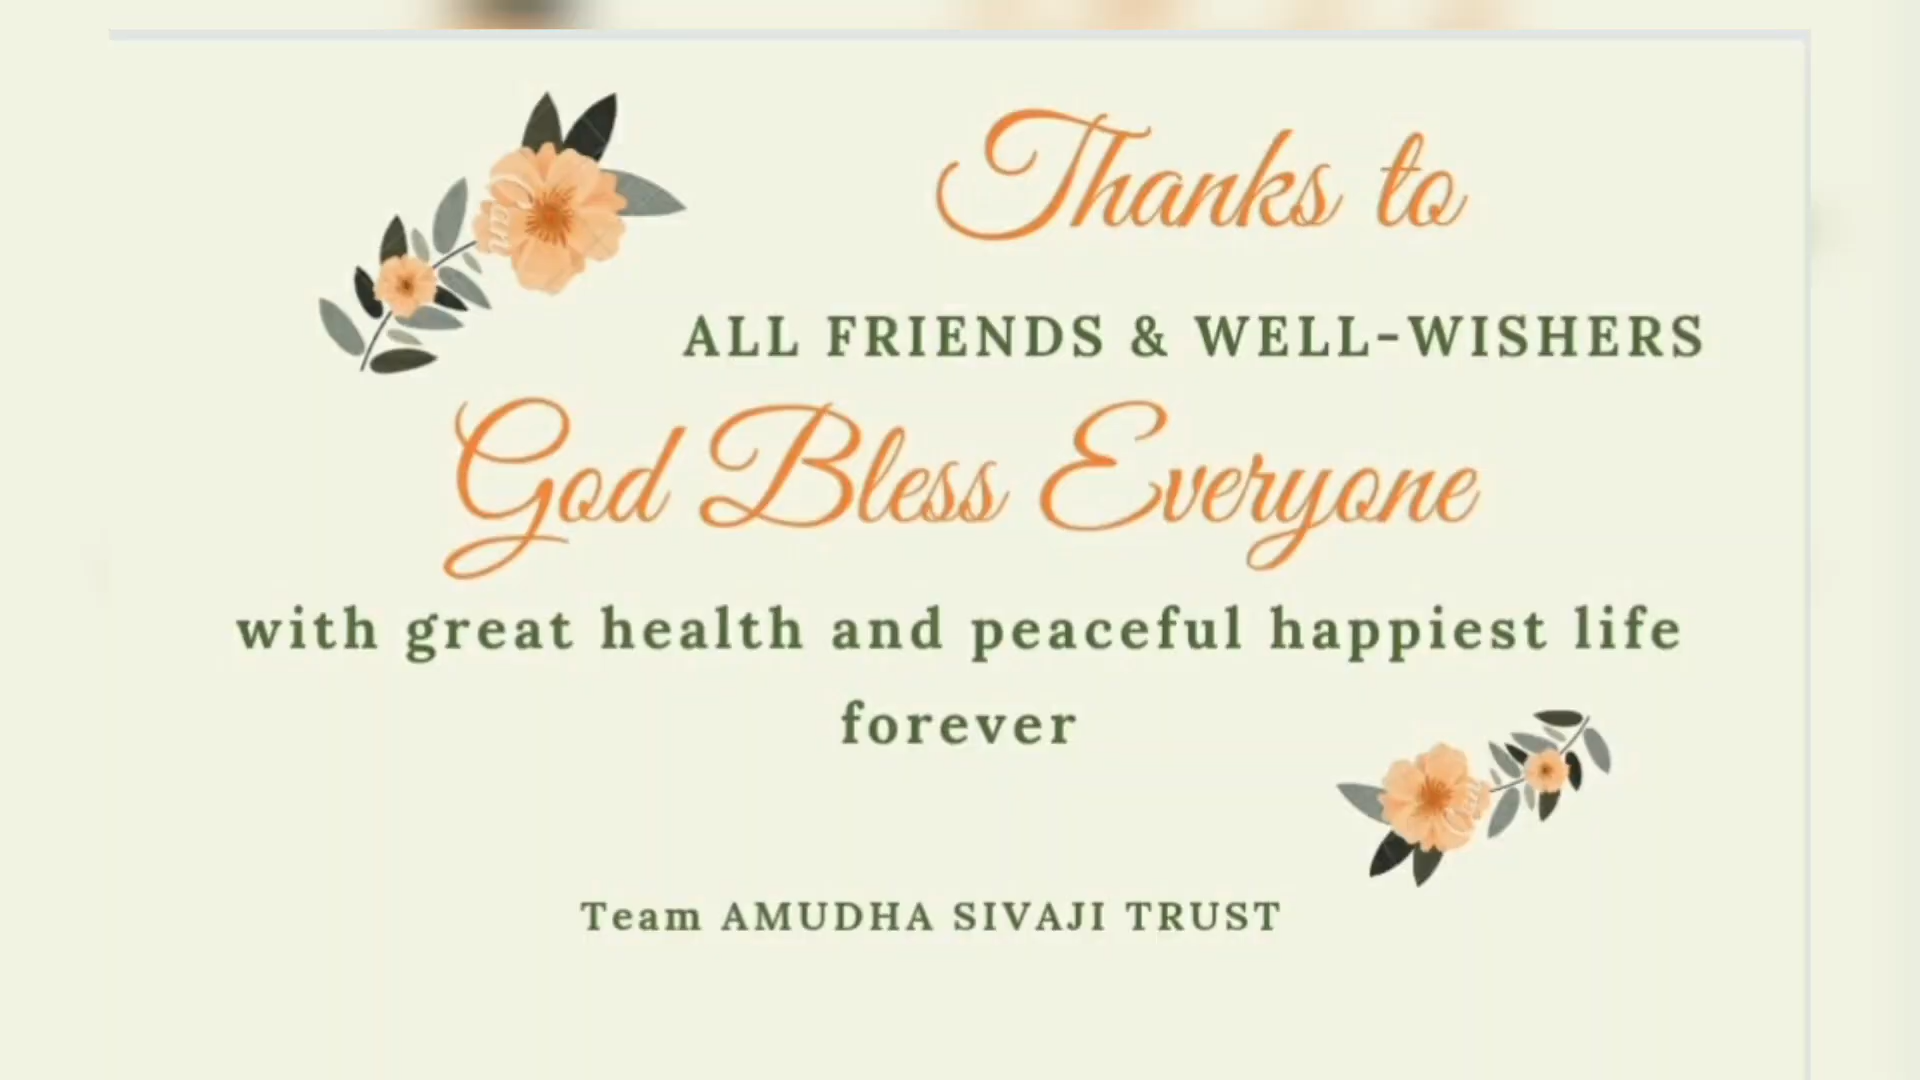 Thanks to
ALL FRIENDS & WELL-WISHERS
God Bless Everyone
with great health and peaceful happiest life
forever
Team AMUDHA SIVAJI TRUST